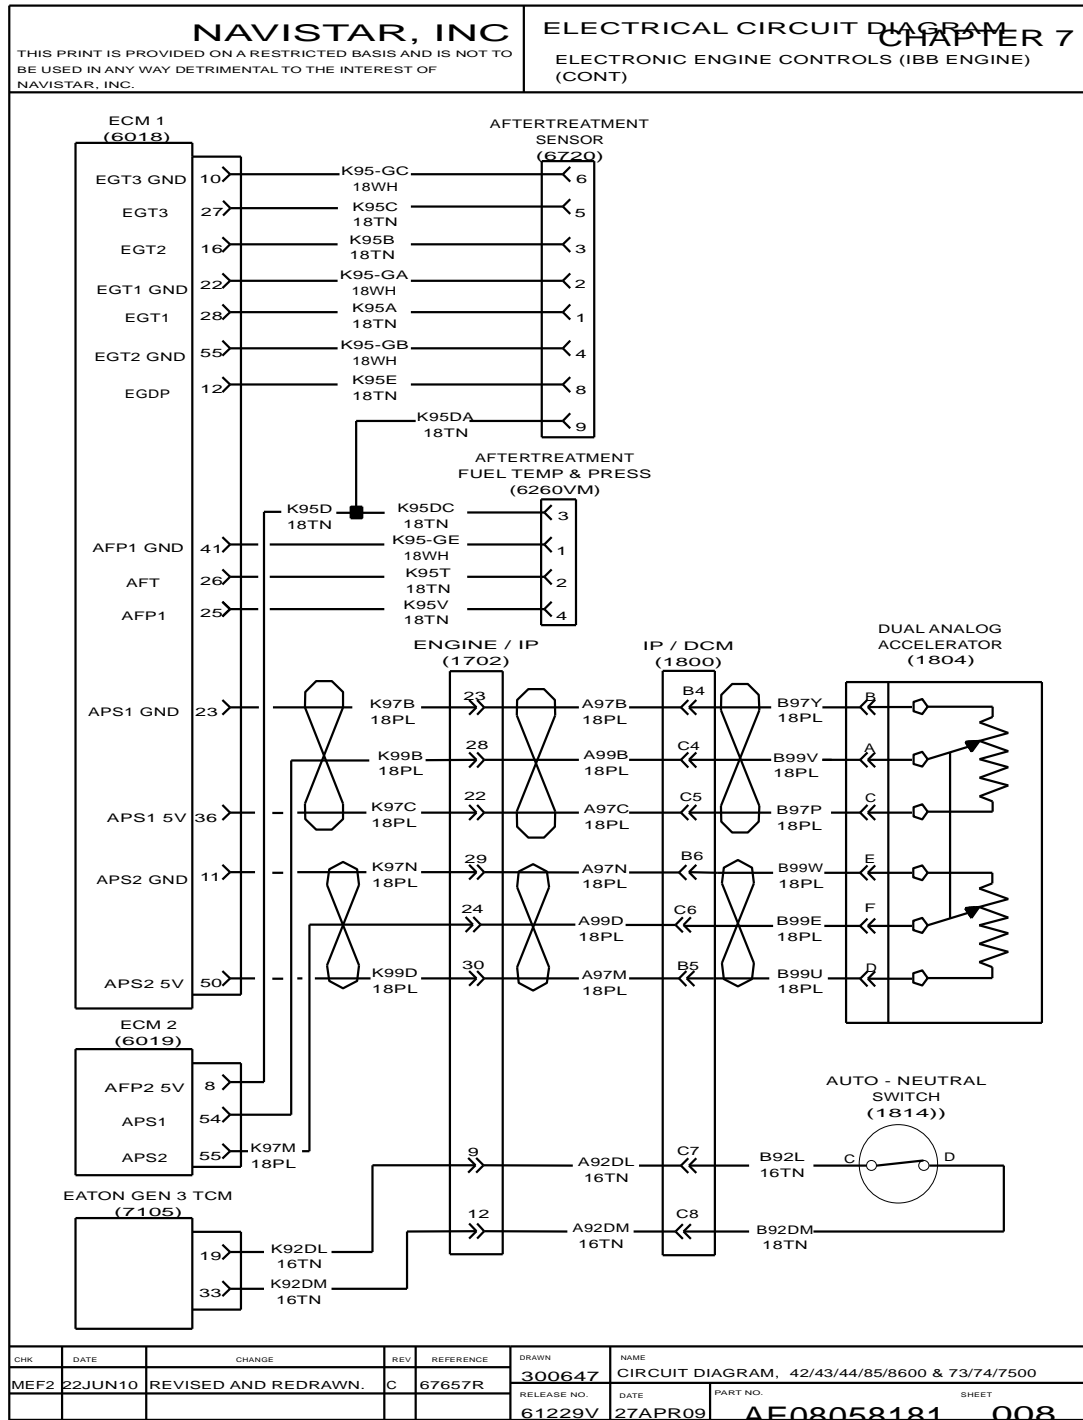 NAVISTAR, INC
THIS PRINT IS PROVIDED ON A RESTRICTED BASIS AND IS NOT TO
BE USED IN ANY WAY DETRIMENTAL TO THE INTEREST OF
NAVISTAR, INC.
ELECTRICAL CIRCUIT DIAGRAM
CHAPTER 7
ELECTRONIC ENGINE CONTROLS (IBB ENGINE)
(CONT)
ECM 1
(6018)
AFTERTREATMENT
SENSOR
(6720)
EGT3 GND 10 K95-GC 6
18WH
EGT3 27 K95C 5
18TN
EGT2 16 K95B 3
18TN
EGT1 GND 22 K95-GA 2
18WH
EGT1 28 K95A 1
18TN
EGT2 GND 55 K95-GB 4
18WH
EGDP 12 K95E 8
18TN
K95DA 9
18TN
AFTERTREATMENT
FUEL TEMP & PRESS
(6260VM)
K95D K95DC 3
18TN 18TN
AFP1 GND 41 K95-GE 1
18WH
AFT 26 K95T 2
18TN
AFP1 25 K95V 4
18TN
ENGINE / IP
(1702)
IP / DCM
(1800)
DUAL ANALOG
ACCELERATOR
(1804)
APS1 GND 23 K97B 23 A97B B4 B97Y B
18PL 18PL 18PL
K99B 28 A99B C4 B99V A
18PL 18PL 18PL
APS1 5V 36 K97C 22 A97C C5 B97P C
18PL 18PL 18PL
APS2 GND 11 K97N 29 A97N B6 B99W E
18PL 18PL 18PL
24 A99D C6 B99E F
18PL 18PL
APS2 5V 50 K99D 30 A97M B5 B99U D
18PL 18PL 18PL
ECM 2
(6019)
AFP2 5V 8
APS1 54
APS2 55 K97M
18PL
AUTO - NEUTRAL
SWITCH
(1814))
9 A92DL C7 B92L C D
16TN 16TN
EATON GEN 3 TCM
(7105)
12 A92DM C8 B92DM
16TN 18TN
19 K92DL
16TN
33 K92DM
16TN
CHK DATE CHANGE REV REFERENCE
MEF2 22JUN10 REVISED AND REDRAWN. C 67657R
DRAWN NAME
300647 CIRCUIT DIAGRAM, 42/43/44/85/8600 & 73/74/7500
RELEASE NO. DATE PART NO. SHEET
61229V 27APR09 AE08058181 008